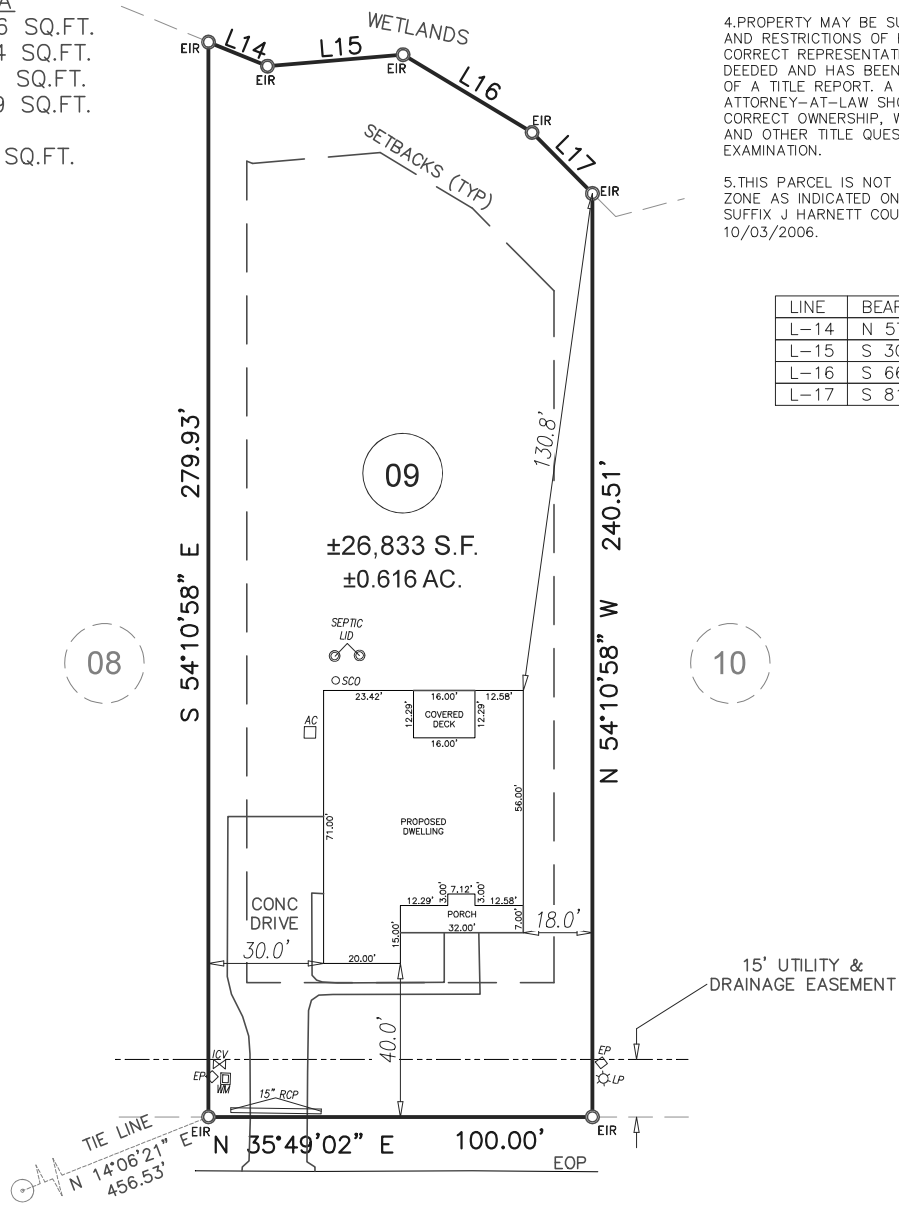 A
6 SQ.FT.
4 SQ.FT.
SQ.FT.
9 SQ.FT.
SQ.FT.
4.PROPERTY MAY BE SU
AND RESTRICTIONS OF
CORRECT REPRESENTATI
DEEDED AND HAS BEEN
OF A TITLE REPORT. A
ATTORNEY-AT-LAW SHO
CORRECT OWNERSHIP, W
AND OTHER TITLE QUES
EXAMINATION.
5.THIS PARCEL IS NOT
ZONE AS INDICATED ON
SUFFIX J HARNETT COU
10/03/2006.
LINE BEAR
L-14 N 5
L-15 S 30
L-16 S 66
L-17 S 81
WETLANDS
EIR
L14
EIR
L15
EIR
L16
EIR
L17
EIR
SETBACKS (TYP)
S 54°10'58" E 279.93'
130.8'
N 54°10'58" W 240.51'
09
±26,833 S.F.
±0.616 AC.
08
10
SEPTIC
LID
SCO
AC
23.42'
16.00'
12.58'
12.29'
COVERED
DECK
12.29'
16.00'
71.00'
56.00'
PROPOSED
DWELLING
12.29'
3.00'
7.12'
3.00'
12.58'
PORCH
32.00'
7.00'
15.00'
20.00'
CONC
DRIVE
30.0'
18.0'
40.0'
15' UTILITY &
DRAINAGE EASEMENT
ICV
EP
WM
EP
LP
15" RCP
EIR
N 35°49'02" E 100.00'
EIR
TIE LINE
N 14°06'21" E
456.53'
EOP